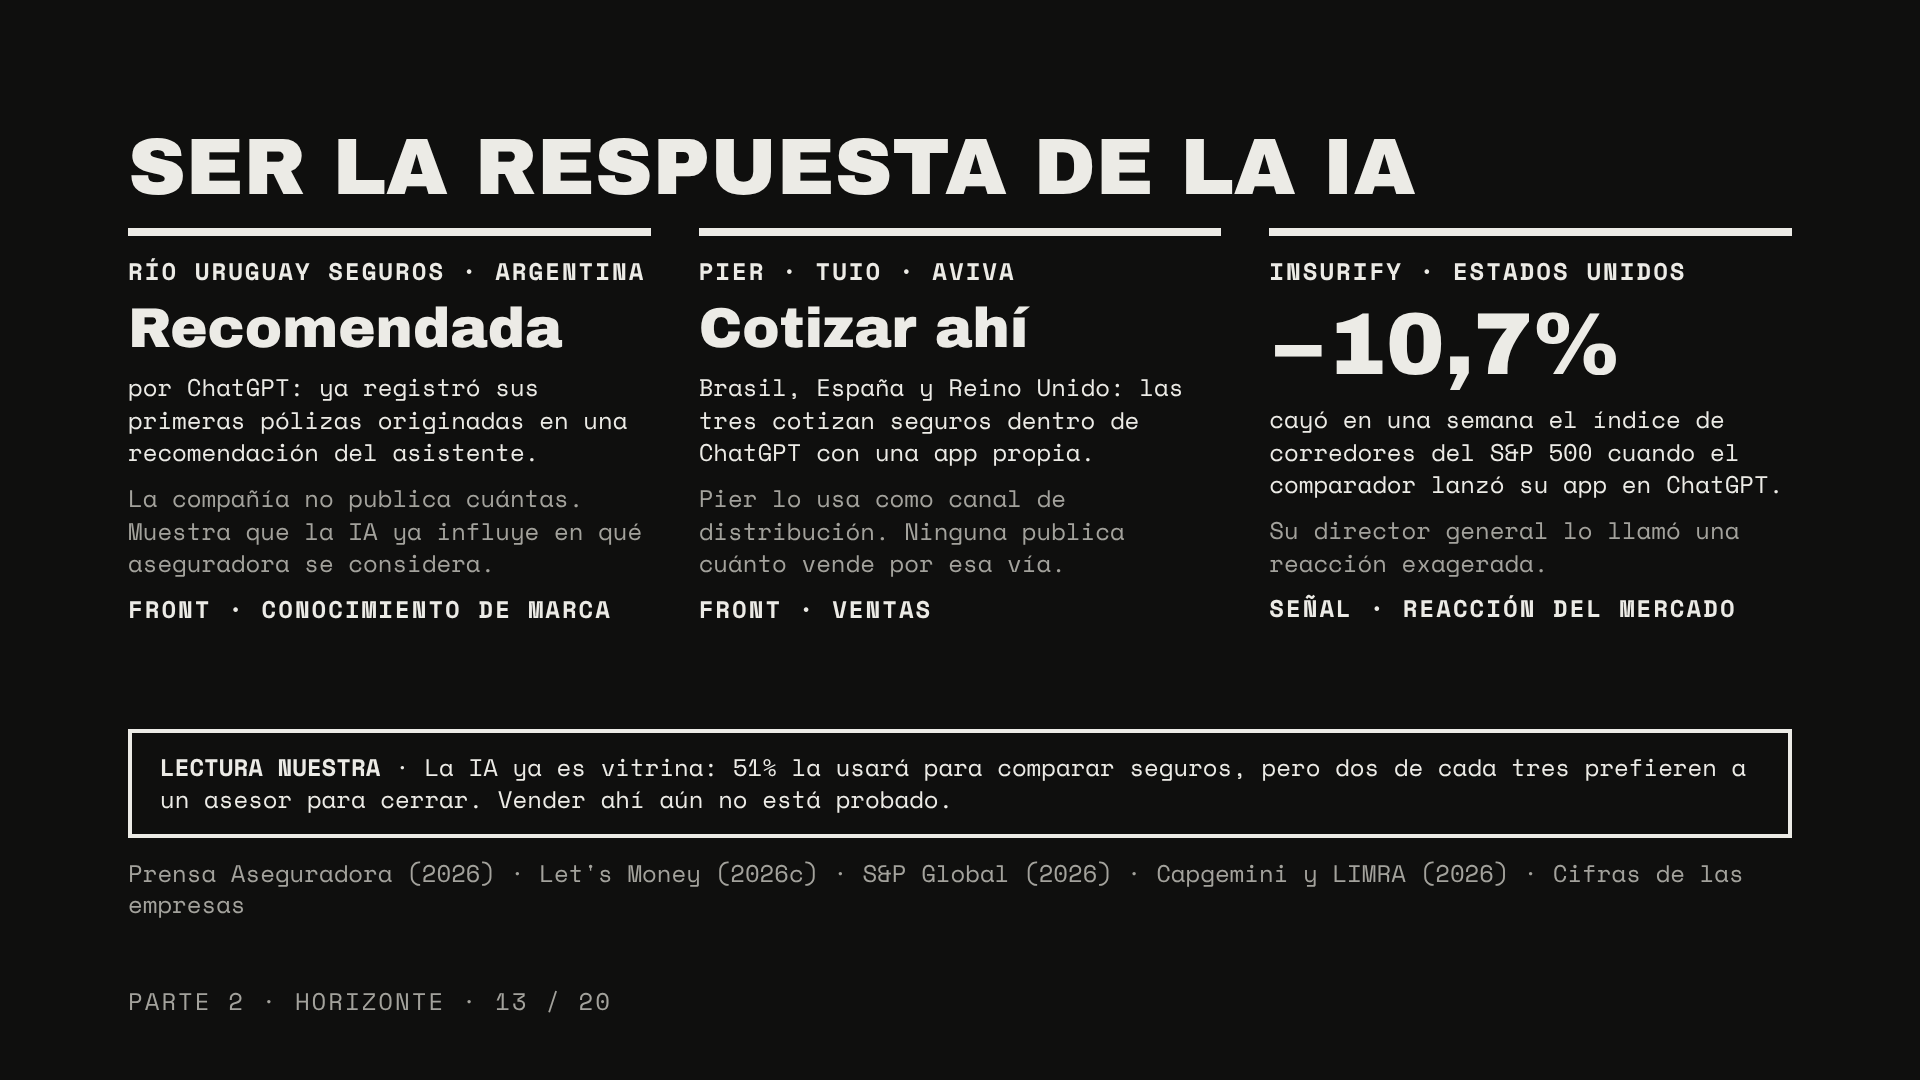 SER LA RESPUESTA DE LA IA
RÍO URUGUAY SEGUROS · ARGENTINA
Recomendada
por ChatGPT: ya registró sus
primeras pólizas originadas en una
recomendación del asistente.
La compañía no publica cuántas.
Muestra que la IA ya influye en qué
aseguradora se considera.
FRONT · CONOCIMIENTO DE MARCA
PIER · TUIO · AVIVA
Cotizar ahí
Brasil, España y Reino Unido: las
tres cotizan seguros dentro de
ChatGPT con una app propia.
Pier lo usa como canal de
distribución. Ninguna publica
cuánto vende por esa vía.
FRONT · VENTAS
INSURIFY · ESTADOS UNIDOS
−10,7%
cayó en una semana el índice de
corredores del S&P 500 cuando el
comparador lanzó su app en ChatGPT.
Su director general lo llamó una
reacción exagerada.
SEÑAL · REACCIÓN DEL MERCADO
LECTURA NUESTRA · La IA ya es vitrina: 51% la usará para comparar seguros, pero dos de cada tres prefieren a
un asesor para cerrar. Vender ahí aún no está probado.
Prensa Aseguradora (2026) · Let's Money (2026c) · S&P Global (2026) · Capgemini y LIMRA (2026) · Cifras de las
empresas
PARTE 2 · HORIZONTE · 13 / 20